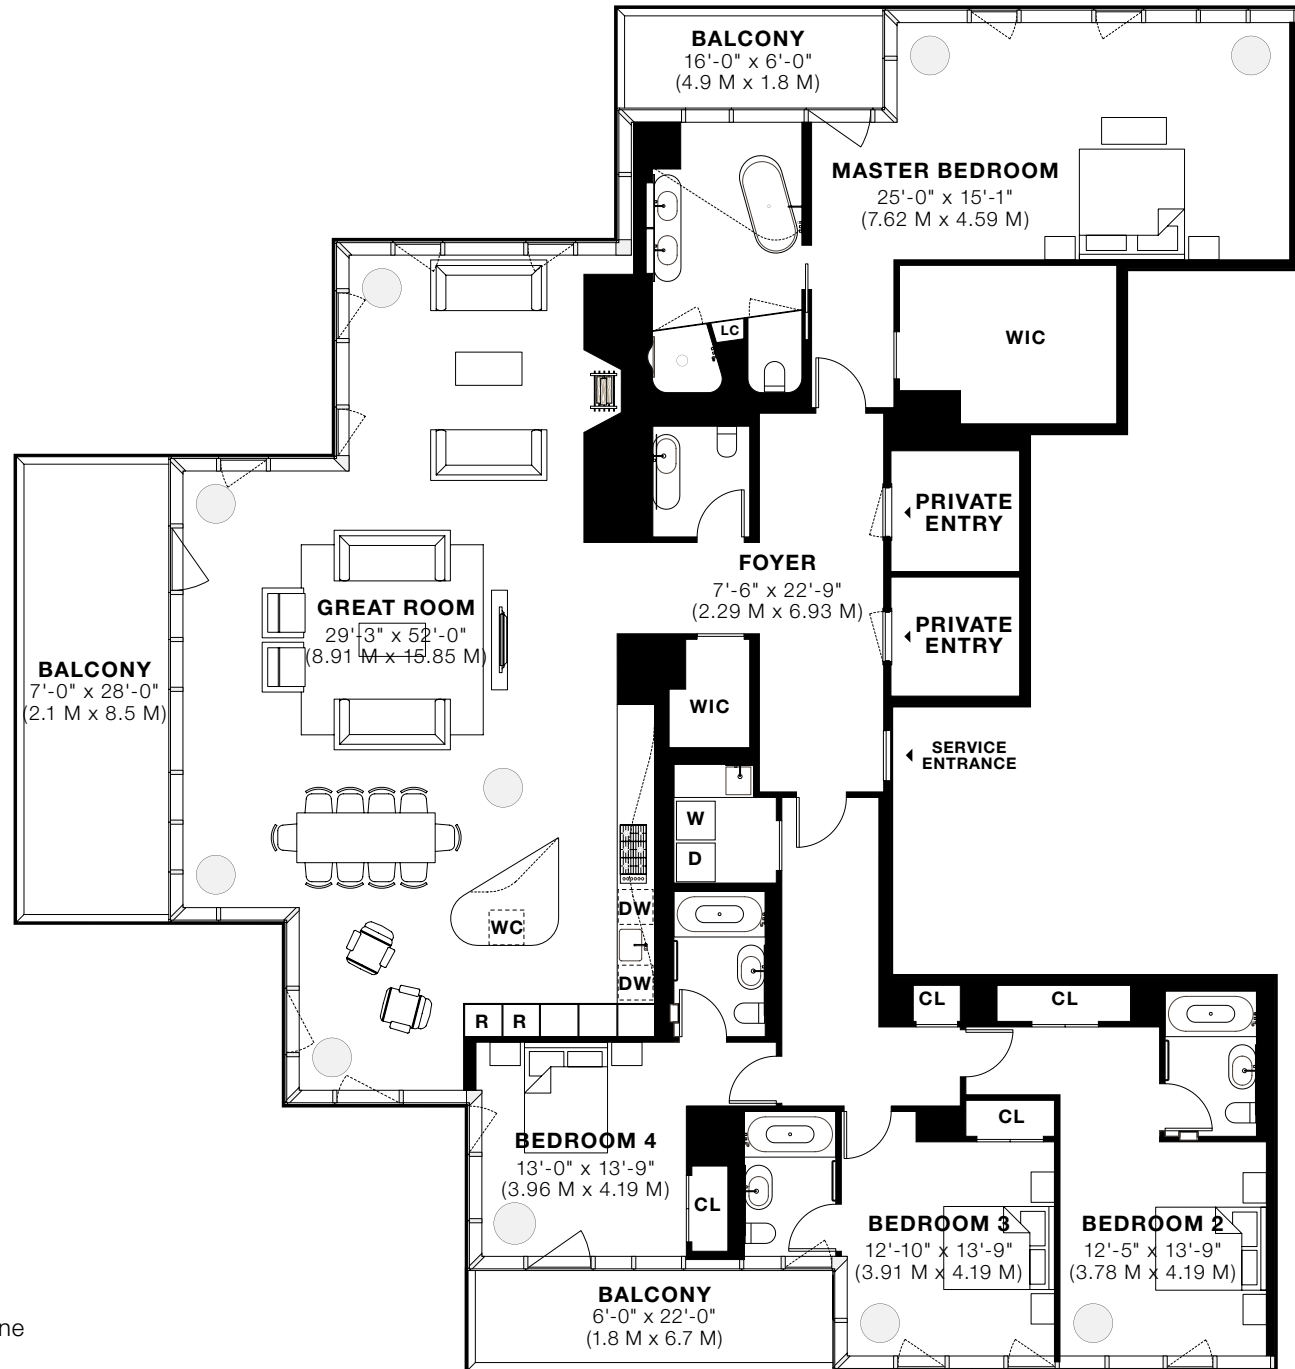 BALCONY
16'-0" x 6'-0"
(4.9 M x 1.8 M)
MASTER BEDROOM
25'-0" x 15'-1"
(7.62 M x 4.59 M)
LC
WIC
PRIVATE
ENTRY
FOYER
7'-6" x 22'-9"
(2.29 M x 6.93 M)
PRIVATE
ENTRY
GREAT ROOM
29'-3" x 52'-0"
(8.91 M x 15.85 M)
BALCONY
7'-0" x 28'-0"
(2.1 M x 8.5 M)
WIC
SERVICE
ENTRANCE
W
D
DW
WC
DW
R R
CL
CL
CL
BEDROOM 4
13'-0" x 13'-9"
(3.96 M x 4.19 M)
CL
BEDROOM 3
12'-10" x 13'-9"
(3.91 M x 4.19 M)
BEDROOM 2
12'-5" x 13'-9"
(3.78 M x 4.19 M)
BALCONY
6'-0" x 22'-0"
(1.8 M x 6.7 M)
ne